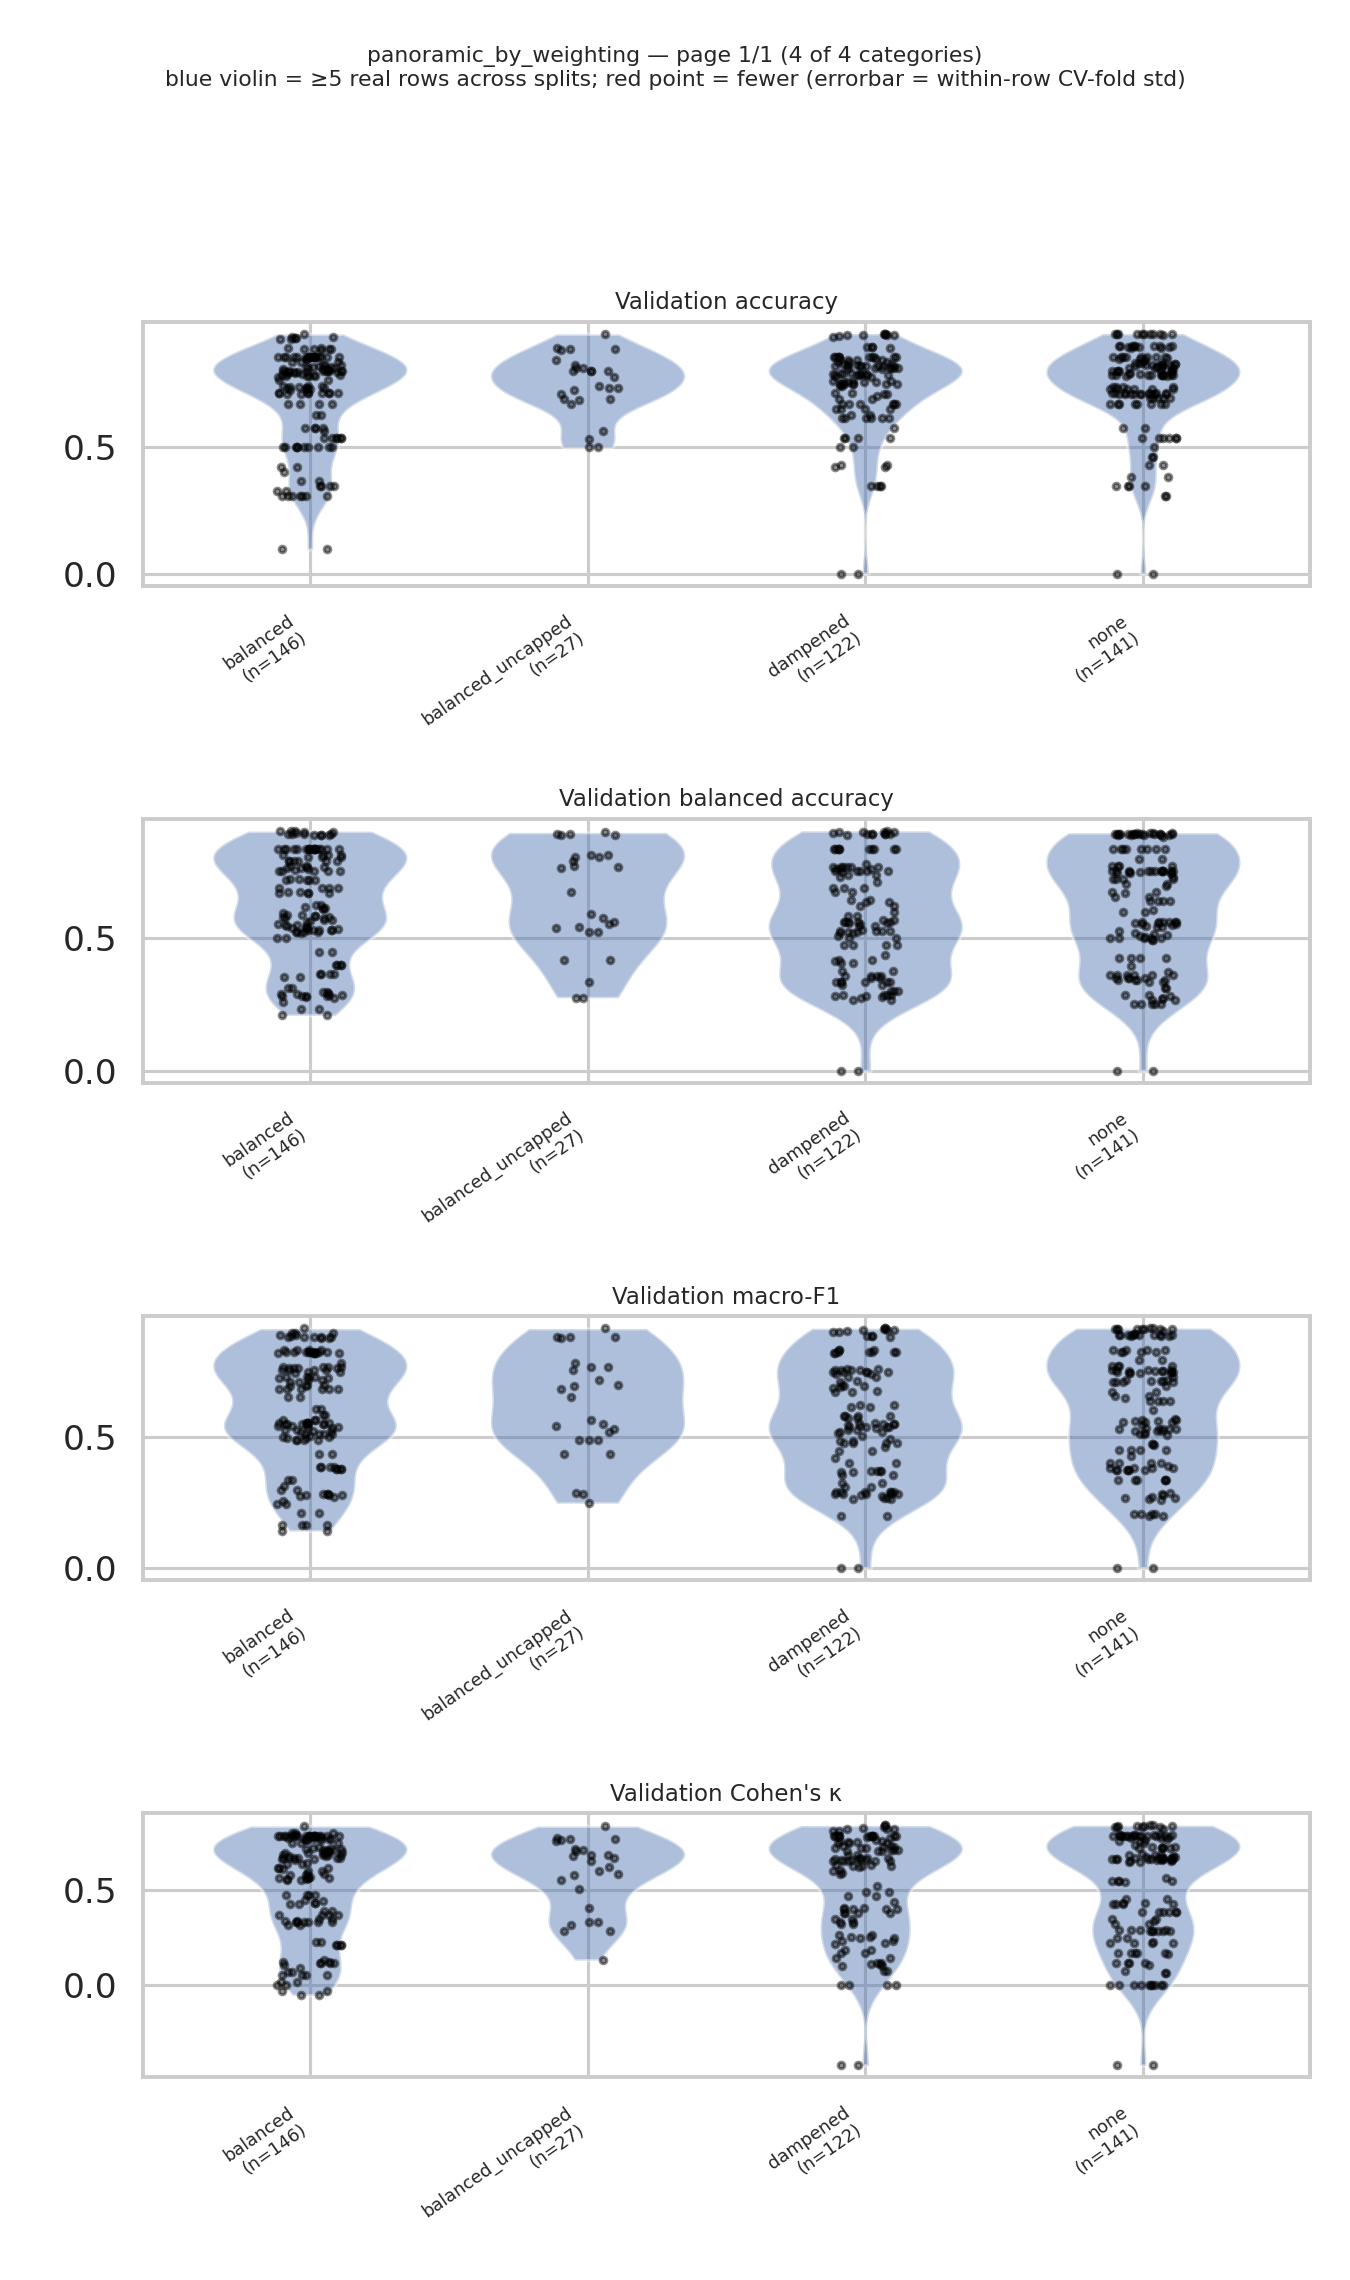 panoramic_by_weighting — page 1/1 (4 of 4 categories)
blue violin = ≥5 real rows across splits; red point = fewer (errorbar = within-row CV-fold std)
Validation accuracy
0.5
0.0
balanced
(n=146)
balanced_uncapped
(n=27)
dampened
(n=122)
none
(n=141)
Validation balanced accuracy
0.5
0.0
balanced
(n=146)
balanced_uncapped
(n=27)
dampened
(n=122)
none
(n=141)
Validation macro-F1
0.5
0.0
balanced
(n=146)
balanced_uncapped
(n=27)
dampened
(n=122)
none
(n=141)
Validation Cohen's κ
0.5
0.0
balanced
(n=146)
balanced_uncapped
(n=27)
dampened
(n=122)
none
(n=141)